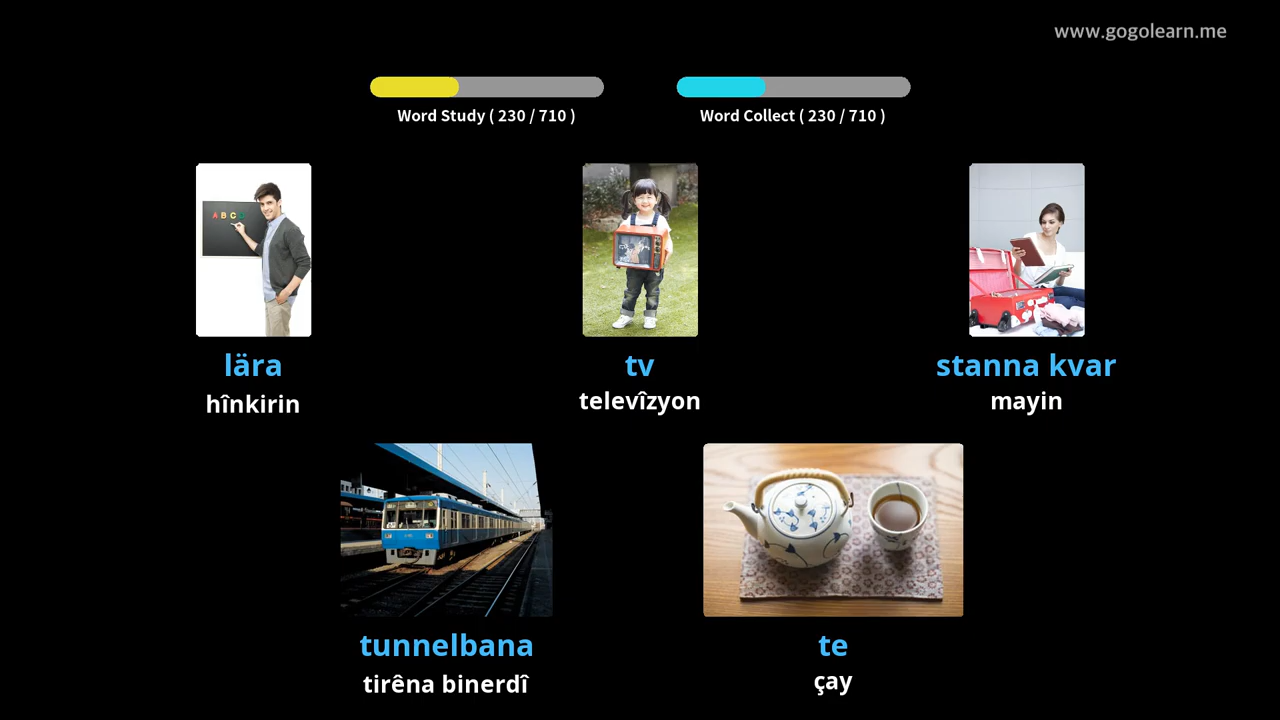 www.gogolearn.me
Word Study ( 230 / 710 )
Word Collect ( 230 / 710 )
A B C
lära
hînkirin
tv
televîzyon
stanna kvar
mayin
tunnelbana
tirêna binerdî
te
çay